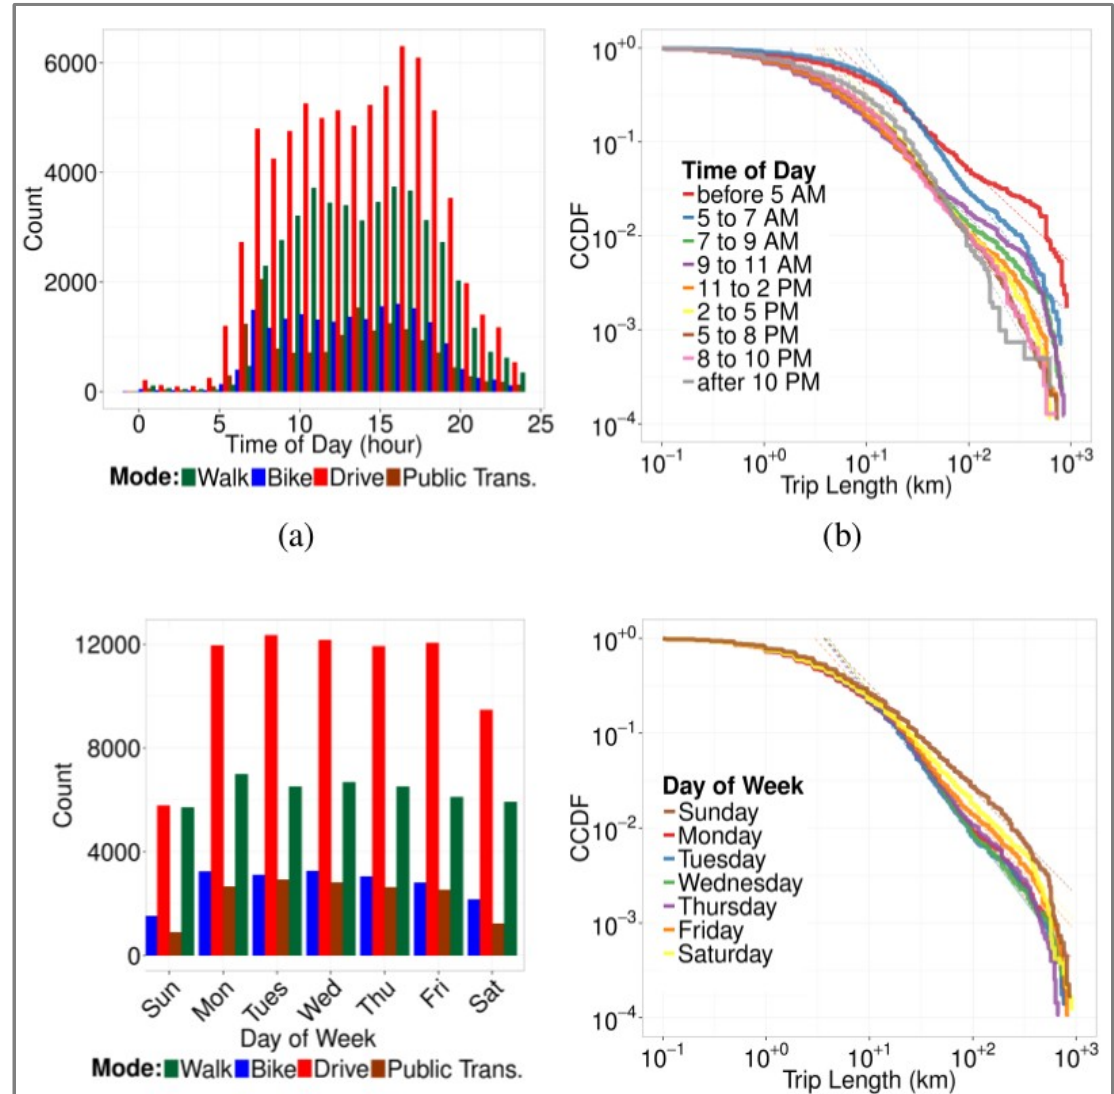 6000
4000
2000
0
Count
0 5 10 15 20 25
Time of Day (hour)
Mode: Walk Bike Drive Public Trans.
(a)
10+0
10−1
10−2
10−3
10−4
CCDF
Time of Day
before 5 AM
5 to 7 AM
7 to 9 AM
9 to 11 AM
11 to 2 PM
2 to 5 PM
5 to 8 PM
8 to 10 PM
after 10 PM
10−1 10+0 10+1 10+2 10+3
Trip Length (km)
(b)
12000
8000
4000
0
Count
Sun Mon Tues Wed Thu Fri Sat
Day of Week
Mode: Walk Bike Drive Public Trans.
10+0
10−1
10−2
10−3
10−4
CCDF
Day of Week
Sunday
Monday
Tuesday
Wednesday
Thursday
Friday
Saturday
10−1 10+0 10+1 10+2 10+3
Trip Length (km)